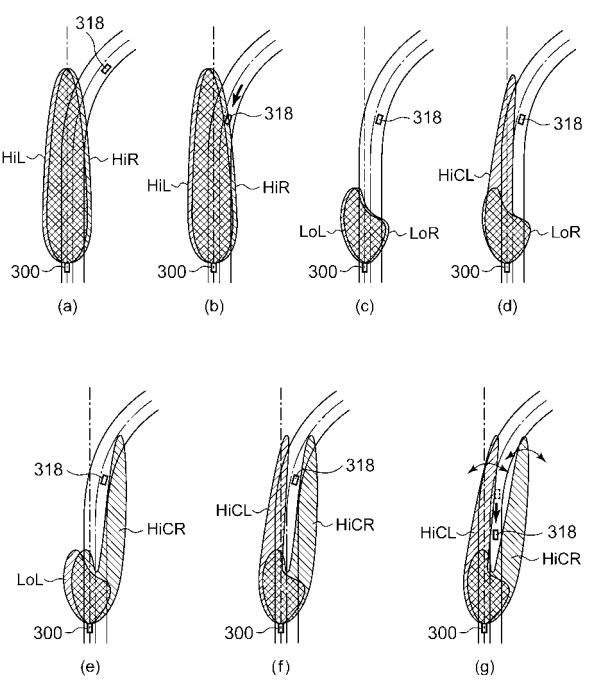 318
HiL
HiR
300
(a)
318
HiL
HiR
300
(b)
318
LoL
LoR
300
(c)
318
HiCL
LoR
300
(d)
318
HiCR
LoL
300
(e)
318
HiCL
HiCR
300
(f)
318
HiCL
HiCR
300
(g)